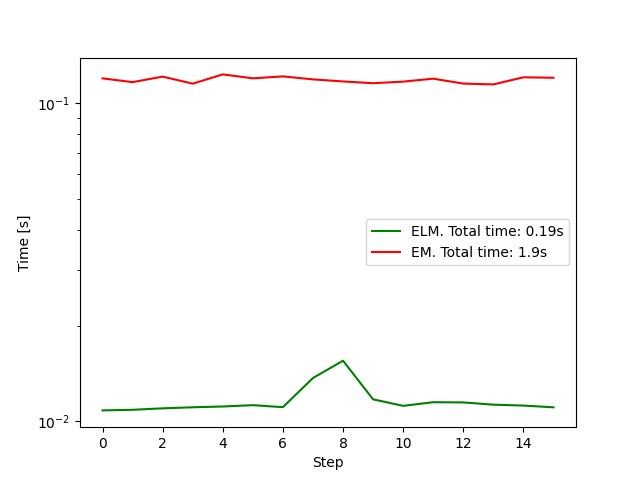 Time [s]
10⁻¹
10⁻²
ELM. Total time: 0.19s
EM. Total time: 1.9s
0 2 4 6 8 10 12 14
Step